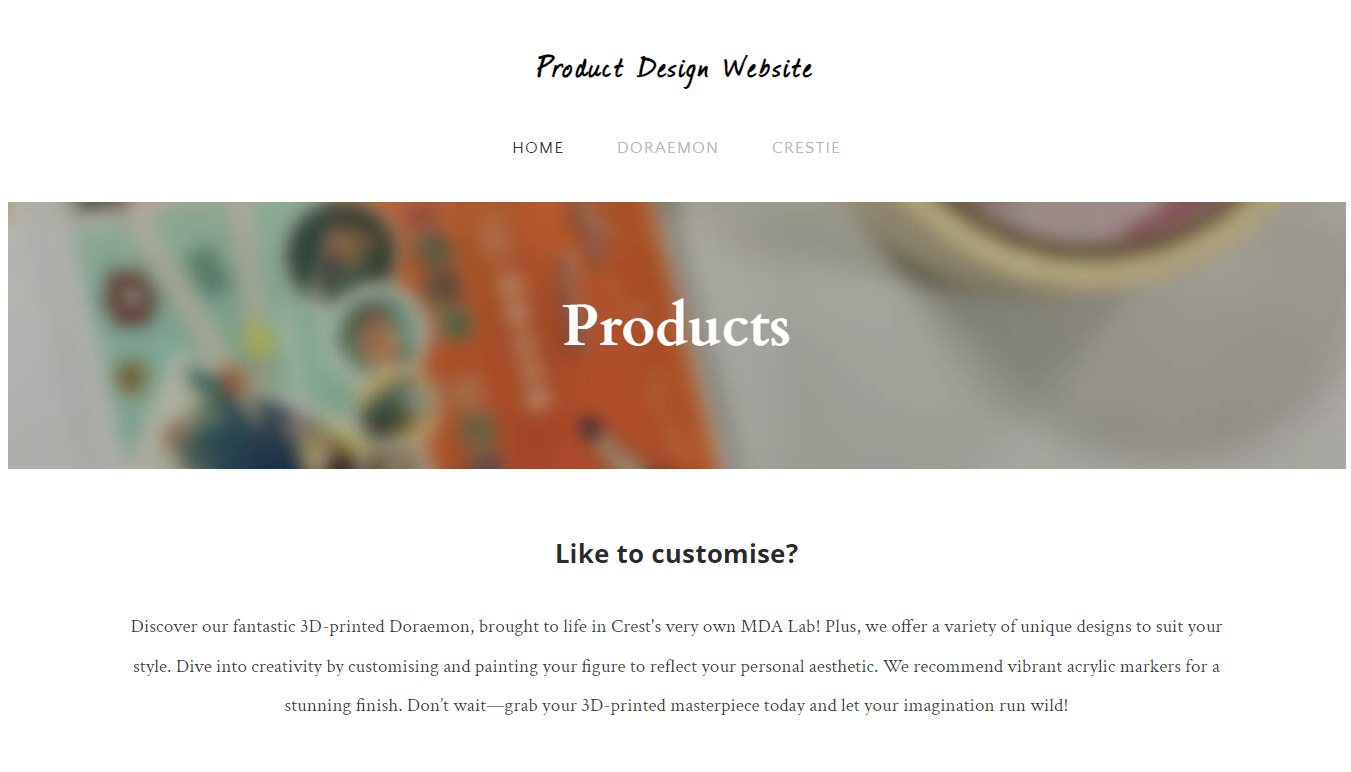 Product Design Website
HOME DORAEMON CRESTIE
Products
Like to customise?
Discover our fantastic 3D-printed Doraemon, brought to life in Crest's very own MDA Lab! Plus, we offer a variety of unique designs to suit your
style. Dive into creativity by customising and painting your figure to reflect your personal aesthetic. We recommend vibrant acrylic markers for a
stunning finish. Don’t wait—grab your 3D-printed masterpiece today and let your imagination run wild!